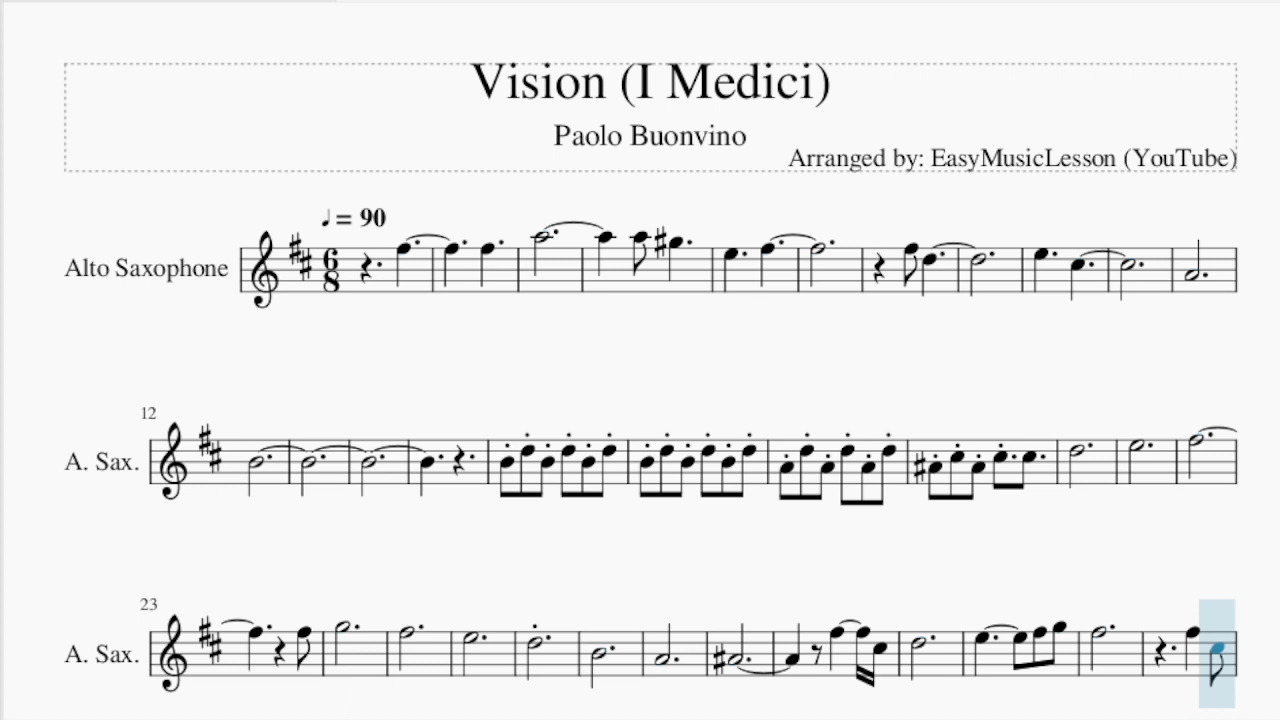 Vision (I Medici)
Paolo Buonvino
Arranged by: EasyMusicLesson (YouTube)
♩ = 90
Alto Saxophone
6
8
12
A. Sax.
23
A. Sax.